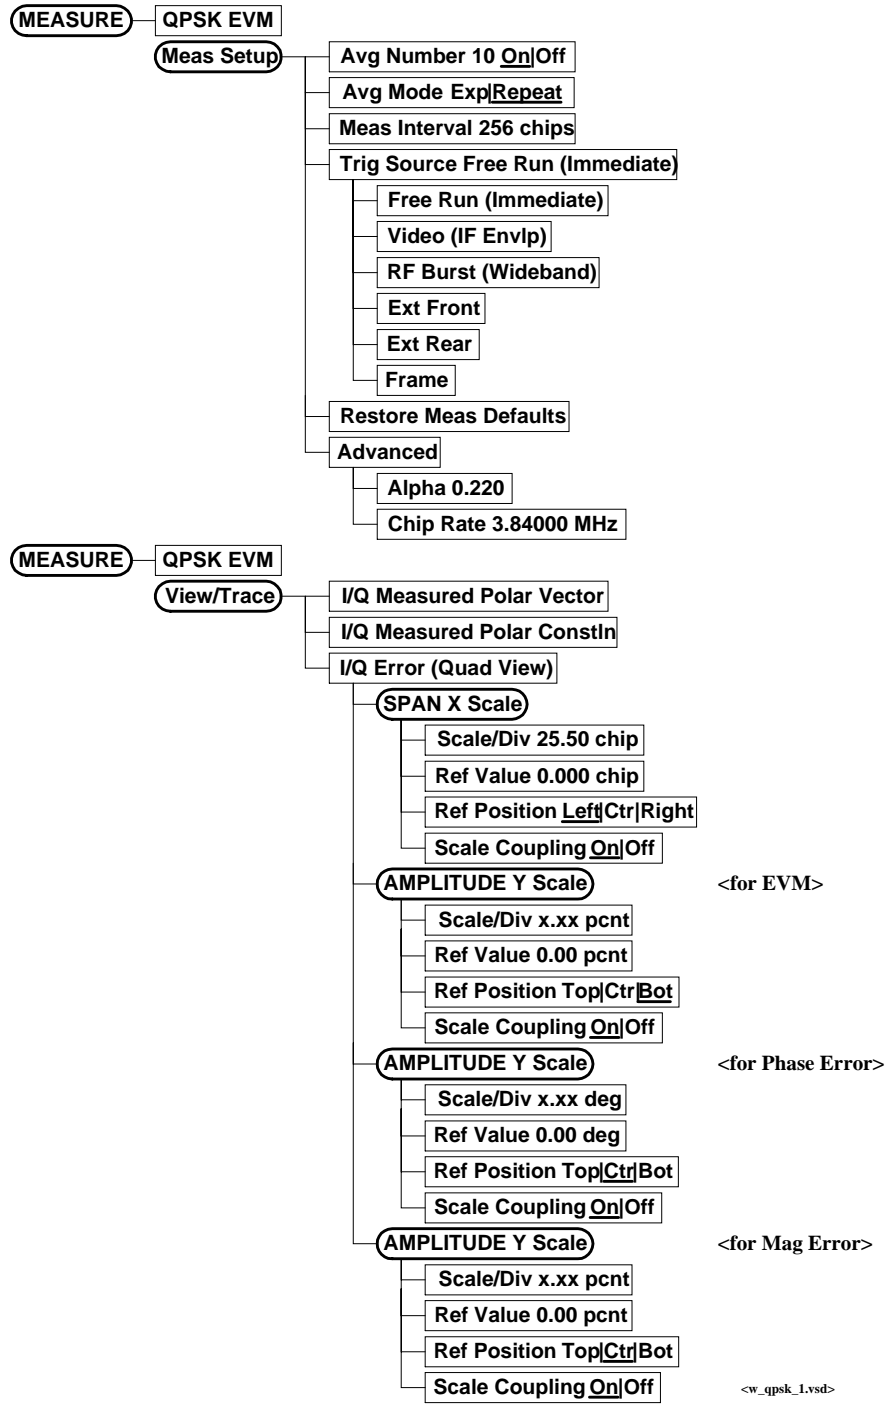 MEASURE QPSK EVM
Meas Setup Avg Number 10 On|Off
Avg Mode Exp|Repeat
Meas Interval 256 chips
Trig Source Free Run (Immediate)
Free Run (Immediate)
Video (IF Envlp)
RF Burst (Wideband)
Ext Front
Ext Rear
Frame
Restore Meas Defaults
Advanced
Alpha 0.220
Chip Rate 3.84000 MHz
MEASURE QPSK EVM
View/Trace I/Q Measured Polar Vector
I/Q Measured Polar Constln
I/Q Error (Quad View)
SPAN X Scale
Scale/Div 25.50 chip
Ref Value 0.000 chip
Ref Position Left|Ctr|Right
Scale Coupling On|Off
AMPLITUDE Y Scale <for EVM>
Scale/Div x.xx pcnt
Ref Value 0.00 pcnt
Ref Position Top|Ctr|Bot
Scale Coupling On|Off
AMPLITUDE Y Scale <for Phase Error>
Scale/Div x.xx deg
Ref Value 0.00 deg
Ref Position Top|Ctr|Bot
Scale Coupling On|Off
AMPLITUDE Y Scale <for Mag Error>
Scale/Div x.xx pcnt
Ref Value 0.00 pcnt
Ref Position Top|Ctr|Bot
Scale Coupling On|Off <w_qpsk_1.vsd>